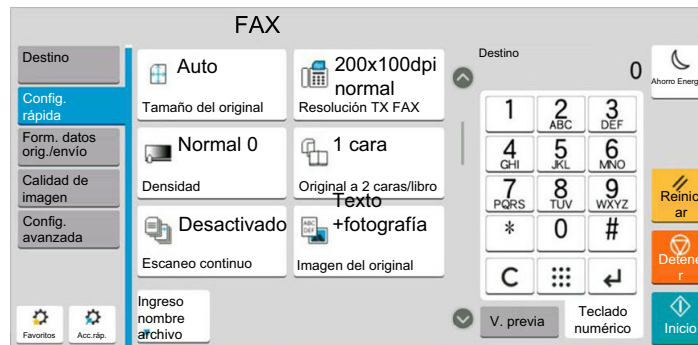 FAX
Destino
Config.
rápida
Form. datos
orig./envío
Calidad de
imagen
Config.
avanzada
Favoritos
Acc.ráp.
Auto
Tamaño del original
200x100dpi
normal
Resolución TX FAX
Normal 0
Densidad
1 cara
Original a 2 caras/libro
Desactivado
Escaneo continuo
ABC
DEF
Texto
+fotografía
Imagen del original
Ingreso
nombre
archivo
Destino
0
1
2
ABC
3
DEF
4
GHI
5
JKL
6
MNO
7
PQRS
8
TUV
9
WXYZ
*
0
#
C
V. previa
Teclado
numérico
Ahorro Energ
Reinic
ar
Detene
r
Inicio